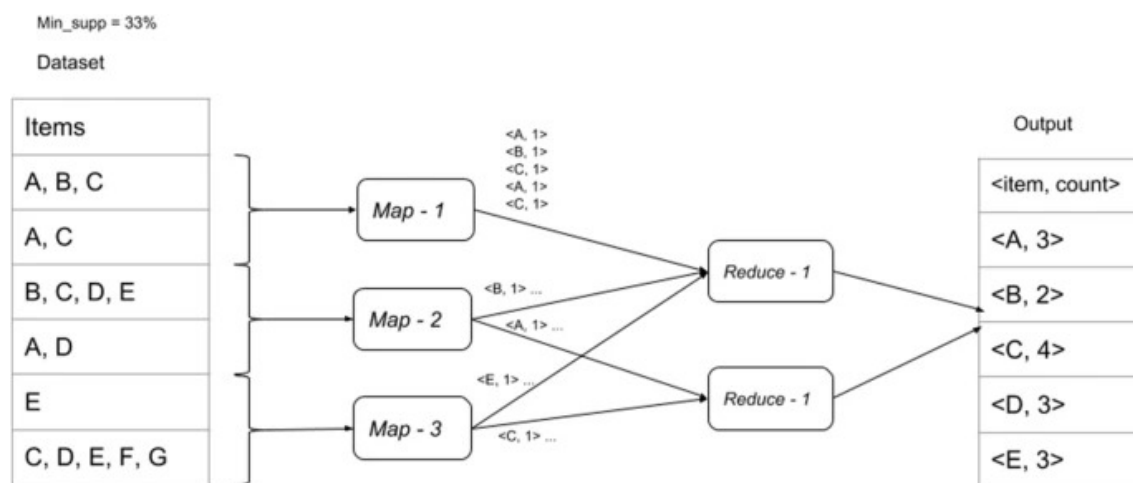 Min_supp = 33%
Dataset
Items
A, B, C
A, C
B, C, D, E
A, D
E
C, D, E, F, G
Map - 1
Map - 2
Map - 3
<A, 1>
<B, 1>
<C, 1>
<A, 1>
<C, 1>
<B, 1> ...
<A, 1> ...
<E, 1> ...
<C, 1> ...
Reduce - 1
Reduce - 1
Output
<item, count>
<A, 3>
<B, 2>
<C, 4>
<D, 3>
<E, 3>